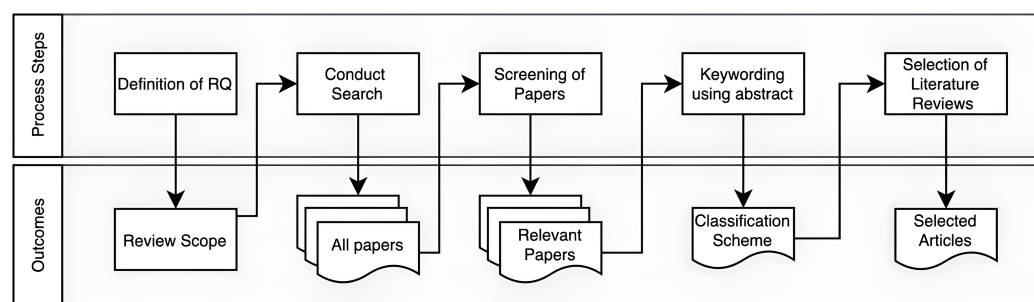 Process Steps
Definition of RQ
Conduct
Search
Screening of
Papers
Keywording
using abstract
Selection of
Literature
Reviews
Outcomes
Review Scope
All papers
Relevant
Papers
Classification
Scheme
Selected
Articles